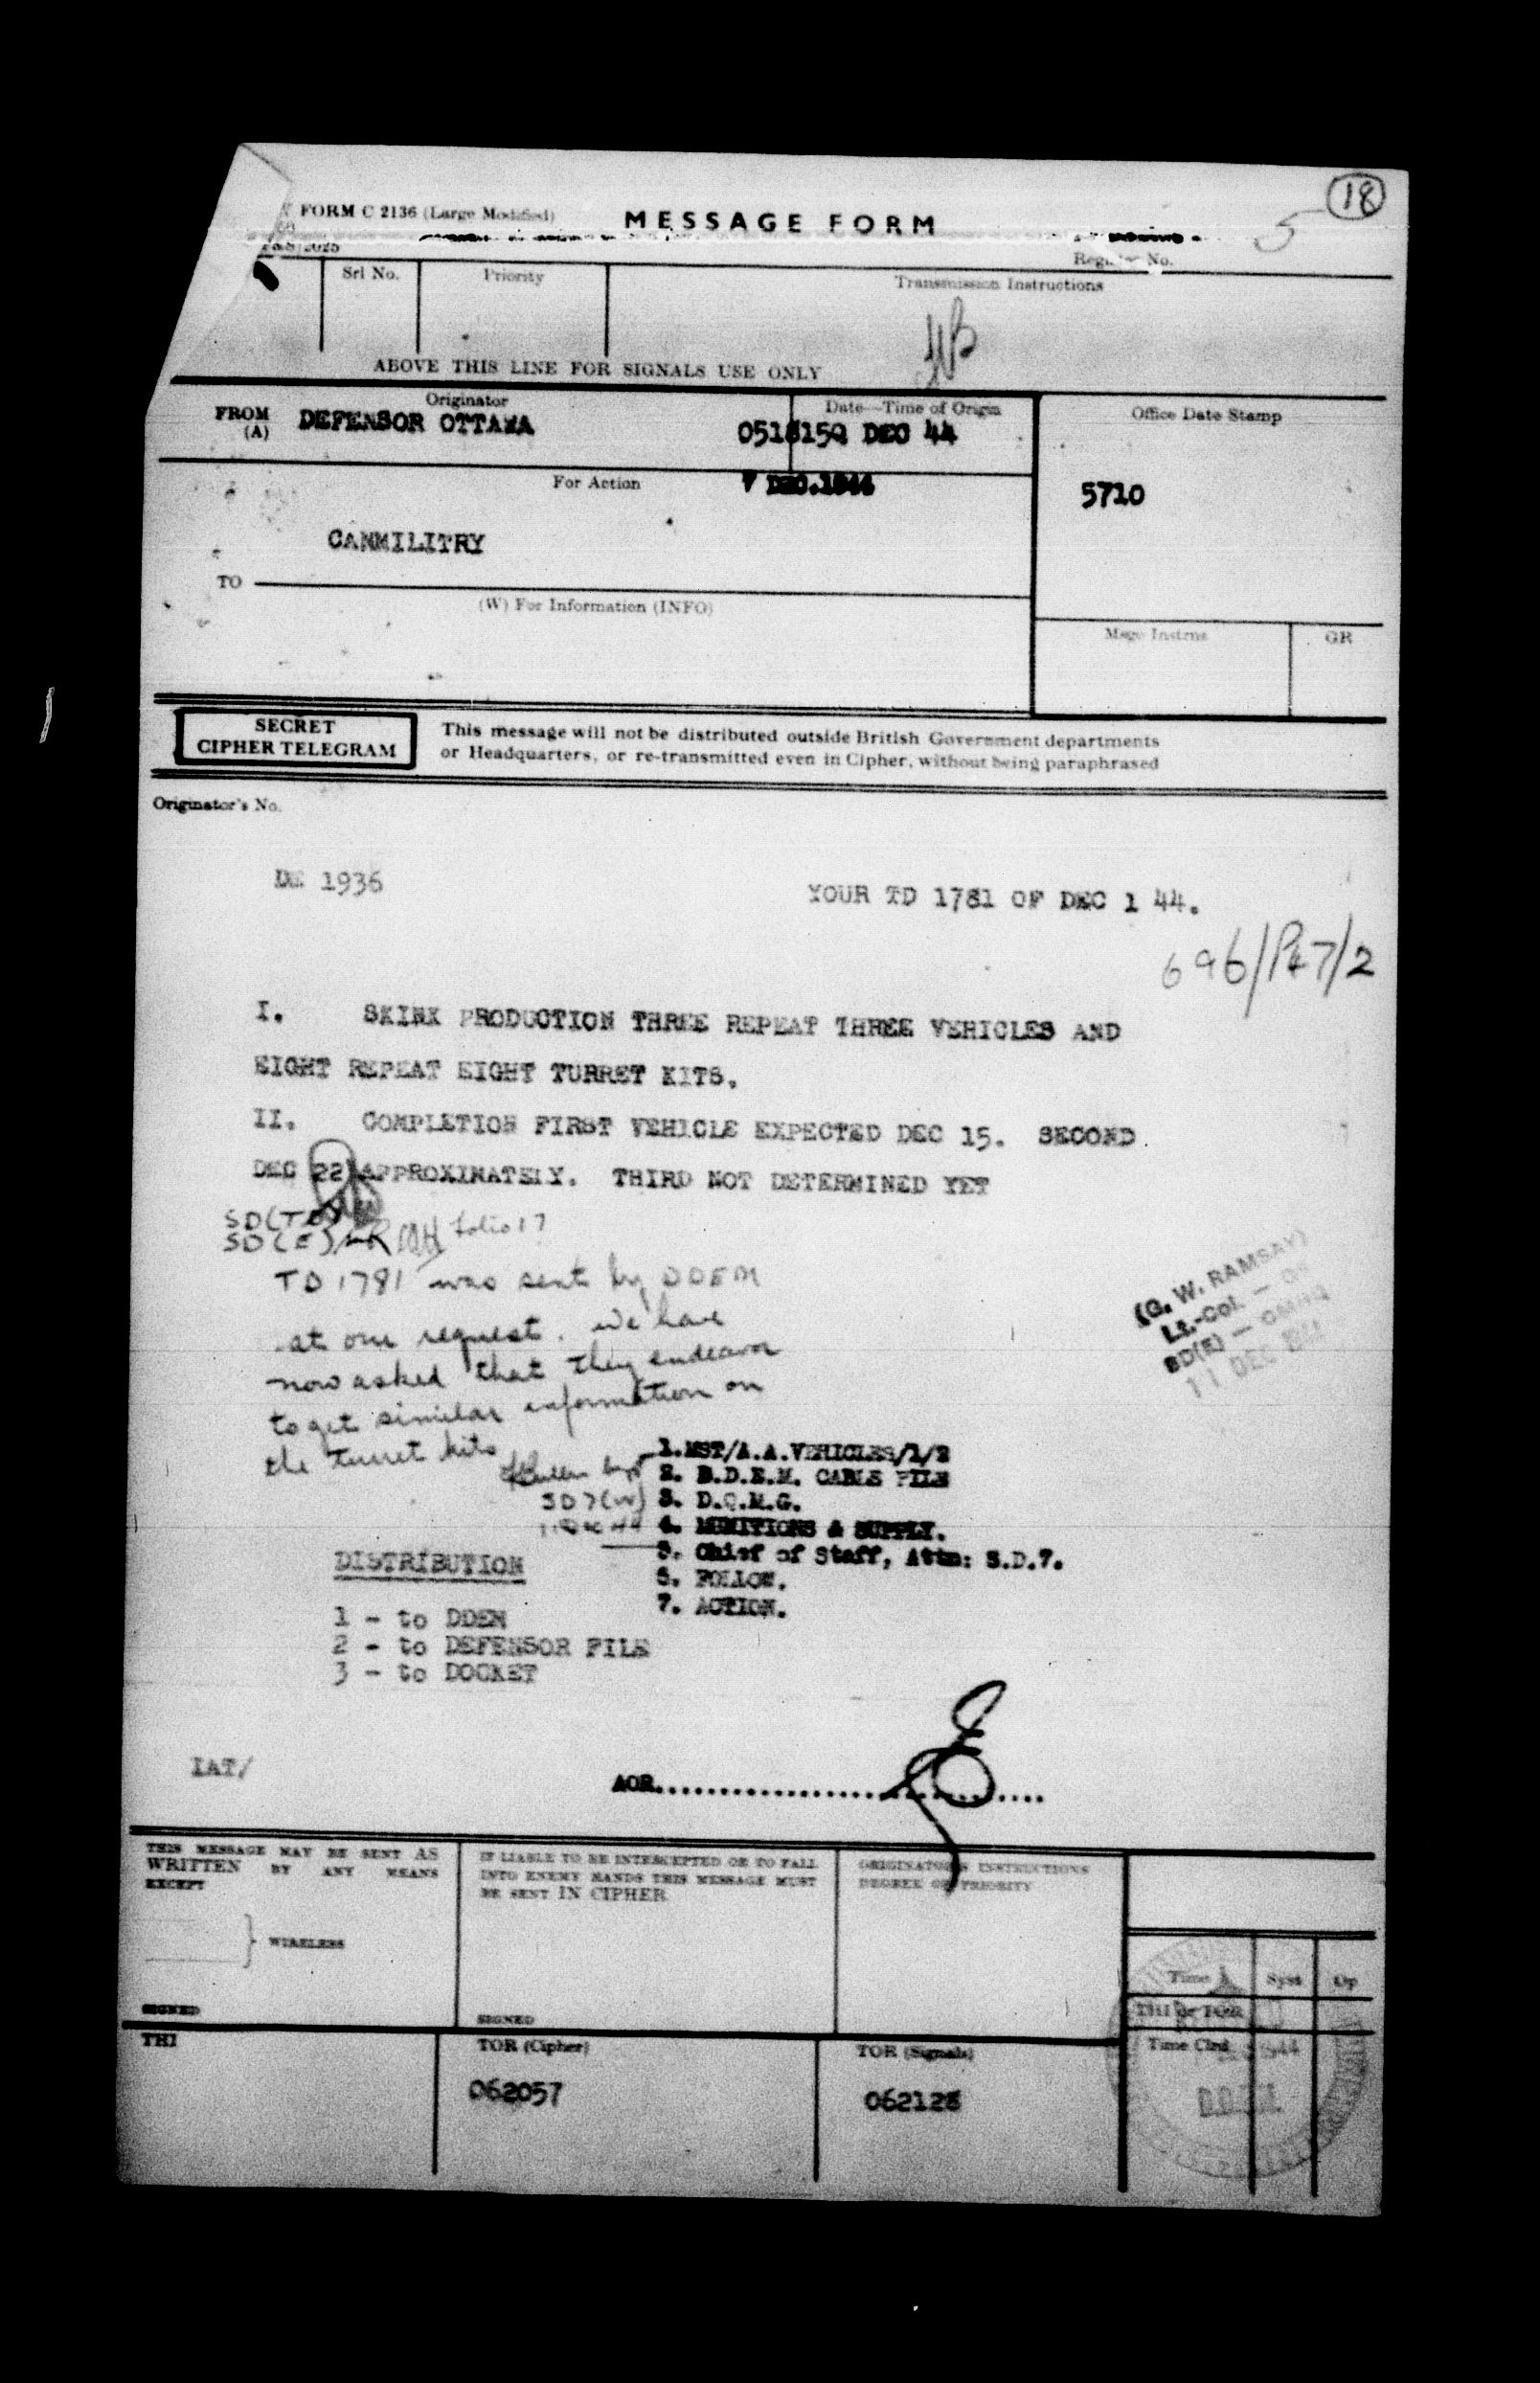 18
FORM C 2136 (Large Modified)
MESSAGE FORM
5
Register No.
Srl No.
Priority
Transmission Instructions
ABOVE THIS LINE FOR SIGNALS USE ONLY
FROM
(A)
Originator
DEFENSOR OTTAWA
Date—Time of Origin
DEC 44
Office Date Stamp
For Action
7 DEC.1944
5710
CANMILITRY
TO
(W) For Information (INFO)
Msge Instrns
GR
SECRET
CIPHER TELEGRAM
This message will not be distributed outside British Government departments
or Headquarters, or re-transmitted even in Cipher, without being paraphrased
Originator's No.
DE 1936
YOUR TD 1781 OF DEC 1 44.
I. SKINK PRODUCTION THREE REPEAT THREE VEHICLES AND
EIGHT REPEAT EIGHT TURRET KITS.
II. COMPLETION FIRST VEHICLE EXPECTED DEC 15. SECOND
DEC 22 APPROXIMATELY. THIRD NOT DETERMINED YET
SD(E)
folio 17
TD 1781 was sent by DDEM
at our request. We have
now asked that they endeavor
to get similar information on
the turret kits
SD7(W)
(G. W. RAMSAY)
Lt.-Col.
SD(E) — CMHQ
11 DEC
1.MST/A.A.VEHICLES/1/2
2. B.D.E.M. CABLE FILE
3. D.Q.M.G.
4. MUNITIONS & SUPPLY.
5. Chief of Staff, Attn: S.D.7.
6. FOLLOW.
7. ACTION.
DISTRIBUTION
1 - to DDEM
2 - to DEFENSOR FILE
3 - to DOCKET
IAT/
AOR
THIS MESSAGE MAY BE SENT AS
WRITTEN BY ANY MEANS
EXCEPT
WIRELESS
SIGNED
IF LIABLE TO BE INTERCEPTED OR TO FALL
INTO ENEMY HANDS THIS MESSAGE MUST
BE SENT IN CIPHER
SIGNED
ORIGINATOR'S INSTRUCTIONS
DEGREE OF PRIORITY
Time
Syst
Op
THI or TOR
Time Clrd
THI
TOR (Cipher)
062057
TOR (Signals)